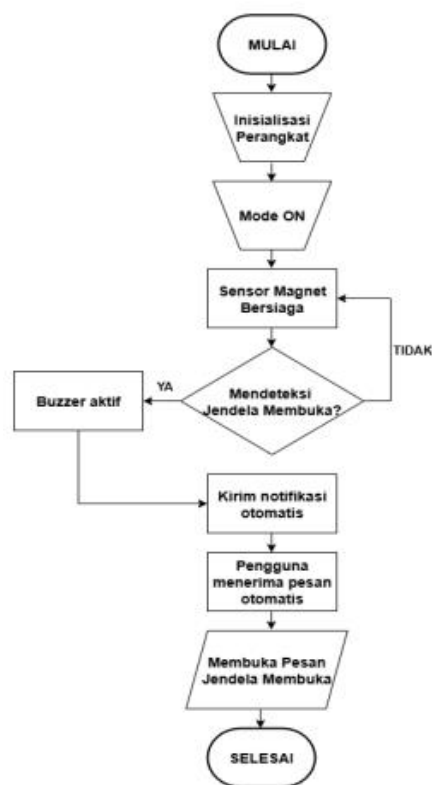 MULAI
Inisialisasi
Perangkat
Mode ON
Sensor Magnet
Bersiaga
TIDAK
Mendeteksi
Jendela Membuka?
YA
Buzzer aktif
Kirim notifikasi
otomatis
Pengguna
menerima pesan
otomatis
Membuka Pesan
Jendela Membuka
SELESAI